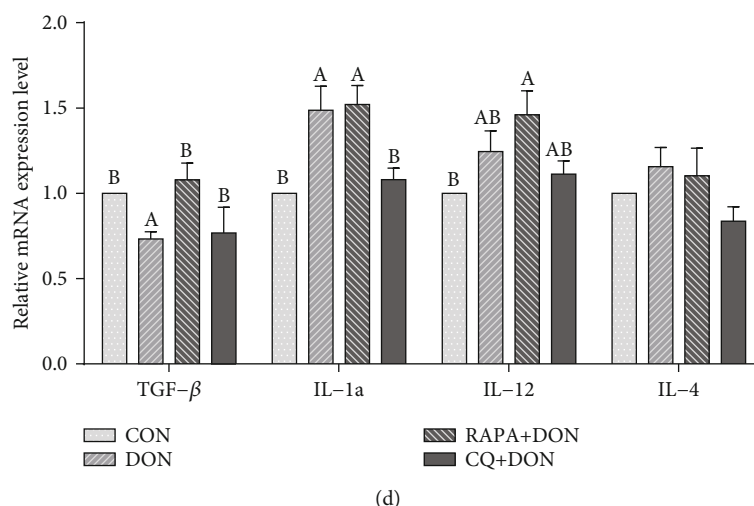 Relative mRNA expression level
2.0
1.5
1.0
0.5
0.0
B A B B
B A A B
B AB A AB
TGF−β IL−1a IL−12 IL−4
CON RAPA+DON
DON CQ+DON
(d)